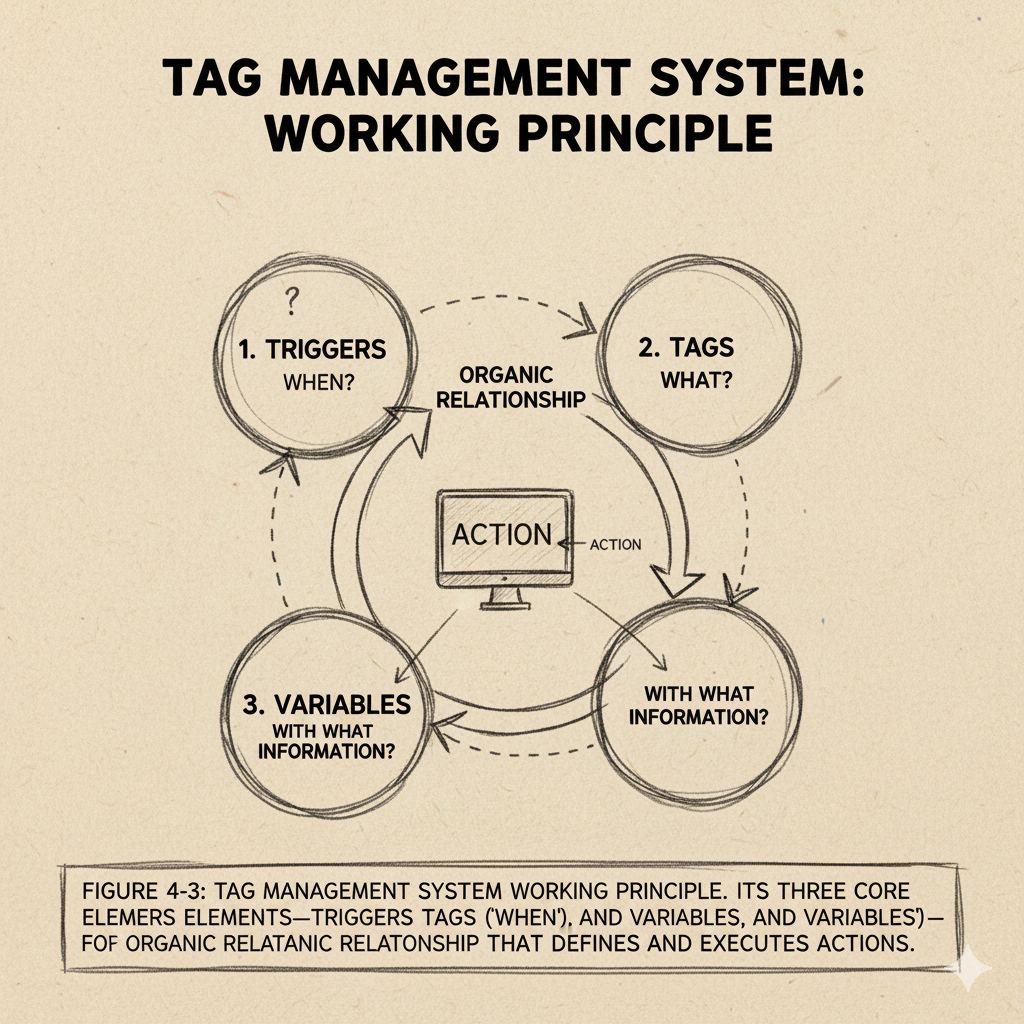 TAG MANAGEMENT SYSTEM:
WORKING PRINCIPLE
?
1. TRIGGERS
WHEN?
2. TAGS
WHAT?
ORGANIC
RELATIONSHIP
ACTION
ACTION
3. VARIABLES
WITH WHAT
INFORMATION?
WITH WHAT
INFORMATION?
FIGURE 4-3: TAG MANAGEMENT SYSTEM WORKING PRINCIPLE. ITS THREE CORE
ELEMERS ELEMENTS—TRIGGERS TAGS ('WHEN'), AND VARIABLES, AND VARIABLES')—
FOF ORGANIC RELATANIC RELATONSHIP THAT DEFINES AND EXECUTES ACTIONS.